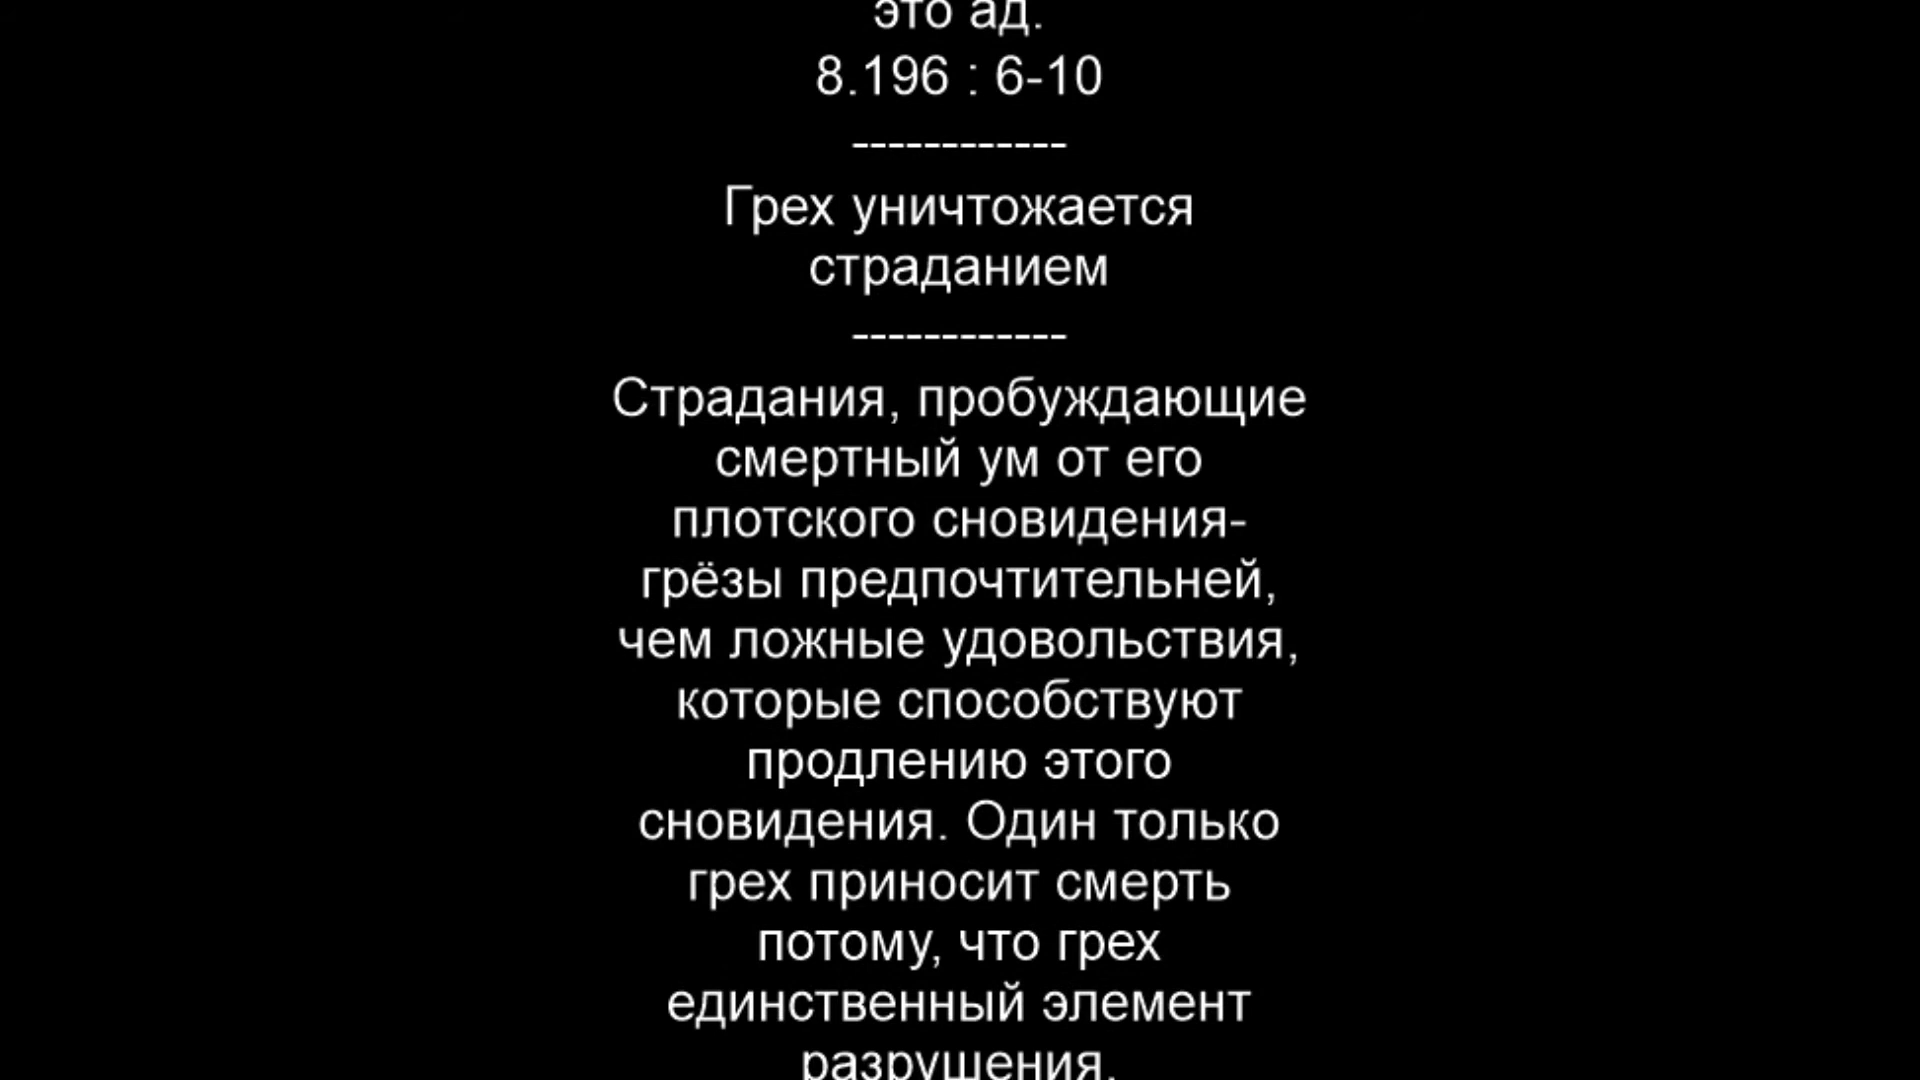 это ад.
8.196 : 6-10
------------
Грех уничтожается
страданием
------------
Страдания, пробуждающие
смертный ум от его
плотского сновидения-
грёзы предпочтительней,
чем ложные удовольствия,
которые способствуют
продлению этого
сновидения. Один только
грех приносит смерть
потому, что грех
единственный элемент
разрушения.